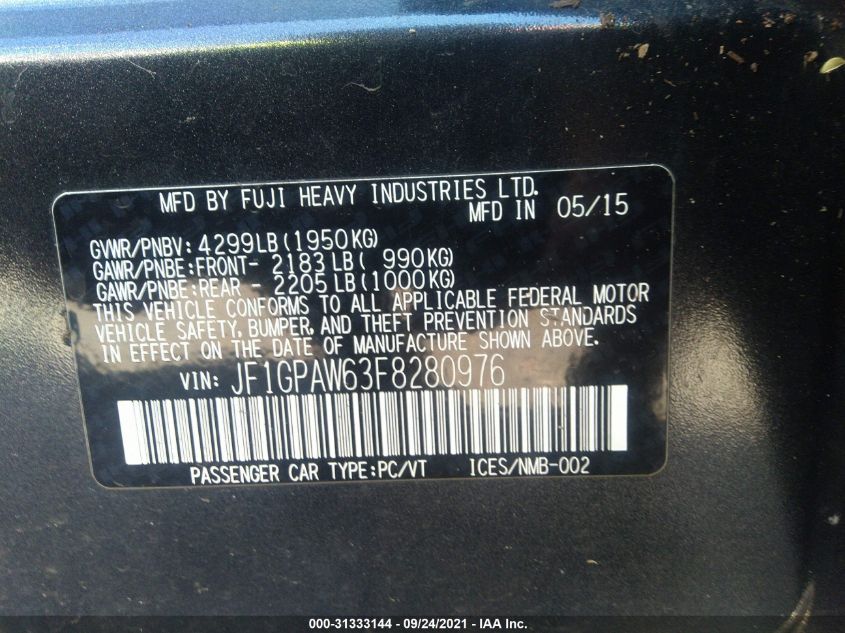 MFD BY FUJI HEAVY INDUSTRIES LTD.
MFD IN 05/15
GVWR/PNBV: 4299LB(1950KG)
GAWR/PNBE:FRONT- 2183 LB( 990KG)
GAWR/PNBE:REAR - 2205 LB(1000KG)
THIS VEHICLE CONFORMS TO ALL APPLICABLE FEDERAL MOTOR
VEHICLE SAFETY, BUMPER, AND THEFT PREVENTION STANDARDS
IN EFFECT ON THE DATE OF MANUFACTURE SHOWN ABOVE.
VIN: JF1GPAW63F8280976
PASSENGER CAR TYPE:PC/VT ICES/NMB-002
000-31333144 - 09/24/2021 - IAA Inc.